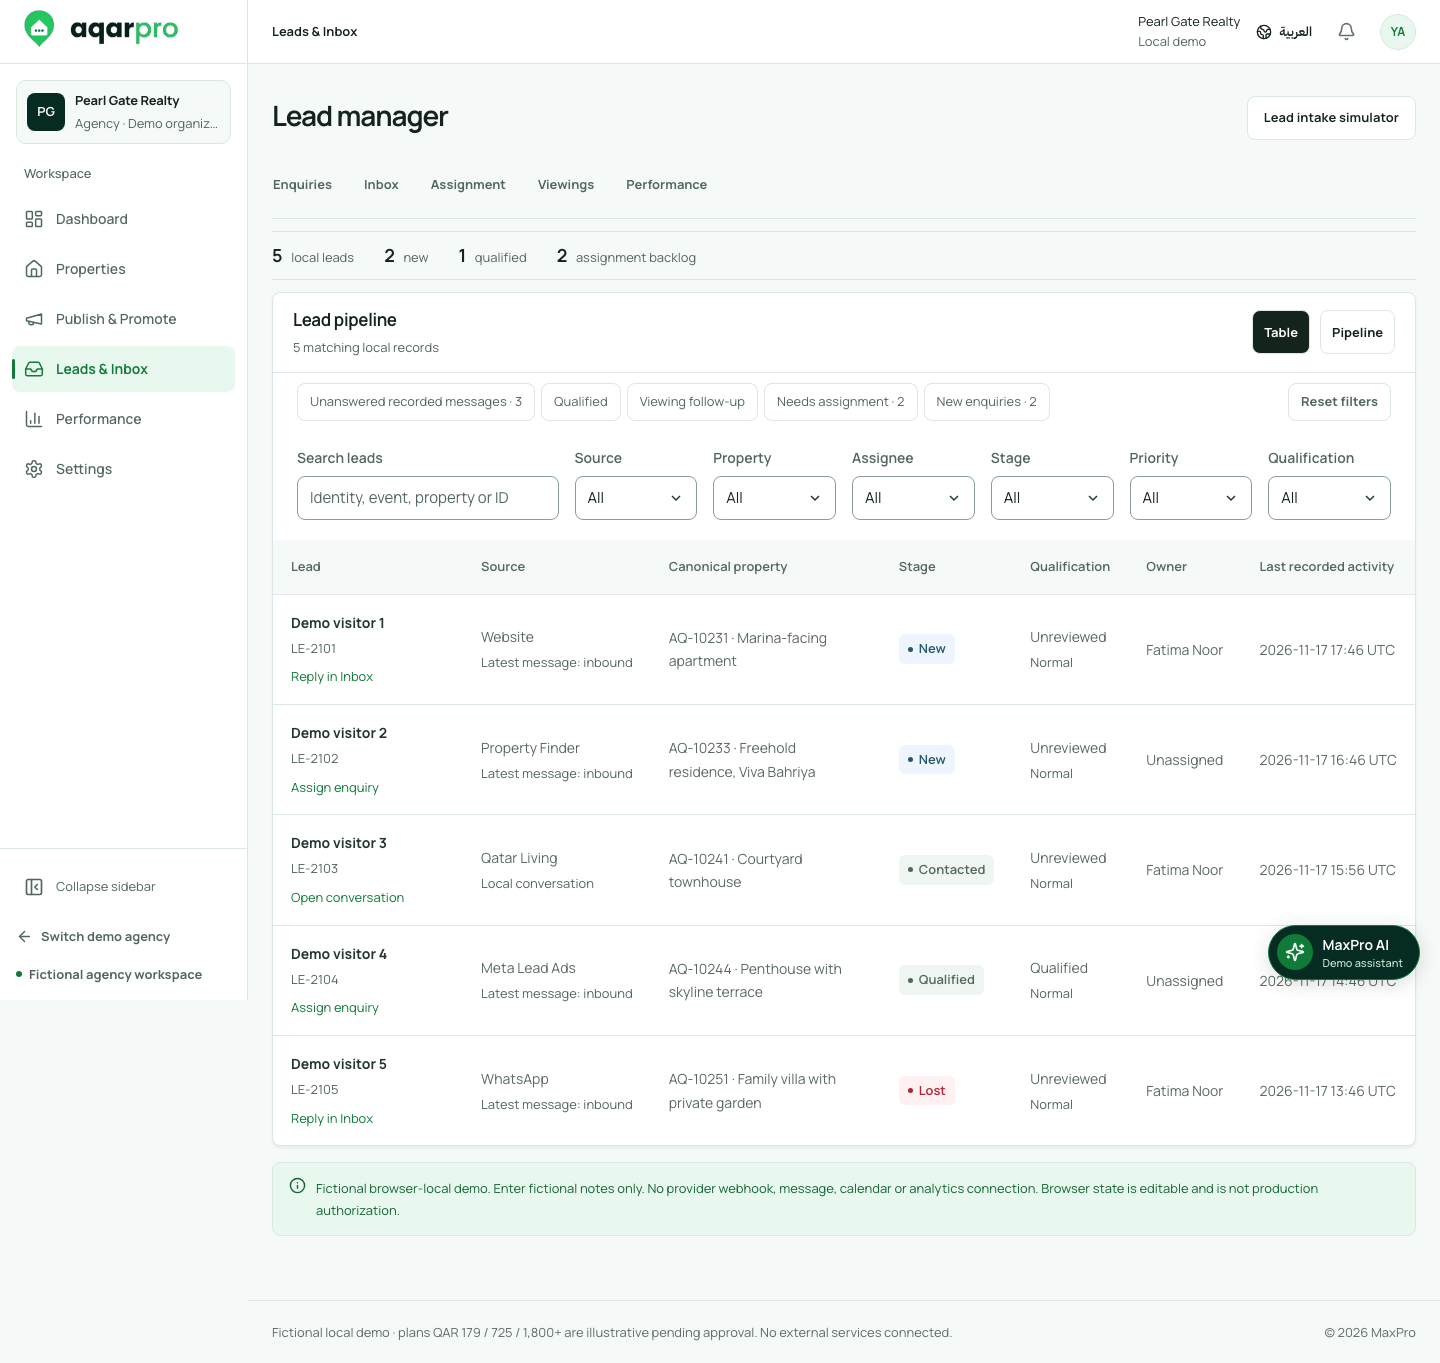 aqarpro
Leads & Inbox
Pearl Gate Realty
Local demo
العربية
YA
PG
Pearl Gate Realty
Agency · Demo organiz...
Workspace
Dashboard
Properties
Publish & Promote
Leads & Inbox
Performance
Settings
Collapse sidebar
Switch demo agency
Fictional agency workspace
Lead manager
Lead intake simulator
Enquiries Inbox Assignment Viewings Performance
5 local leads 2 new 1 qualified 2 assignment backlog
Lead pipeline
5 matching local records
Table Pipeline
Unanswered recorded messages · 3 Qualified Viewing follow-up Needs assignment · 2 New enquiries · 2 Reset filters
Search leads Source Property Assignee Stage Priority Qualification
Identity, event, property or ID All All All All All All
Lead Source Canonical property Stage Qualification Owner Last recorded activity
Demo visitor 1
LE-2101
Reply in Inbox
Website
Latest message: inbound
AQ-10231 · Marina-facing
apartment
New
Unreviewed
Normal
Fatima Noor
2026-11-17 17:46 UTC
Demo visitor 2
LE-2102
Assign enquiry
Property Finder
Latest message: inbound
AQ-10233 · Freehold
residence, Viva Bahriya
New
Unreviewed
Normal
Unassigned
2026-11-17 16:46 UTC
Demo visitor 3
LE-2103
Open conversation
Qatar Living
Local conversation
AQ-10241 · Courtyard
townhouse
Contacted
Unreviewed
Normal
Fatima Noor
2026-11-17 15:56 UTC
Demo visitor 4
LE-2104
Assign enquiry
Meta Lead Ads
Latest message: inbound
AQ-10244 · Penthouse with
skyline terrace
Qualified
Qualified
Normal
Unassigned
2026-11-17 14:46 UTC
MaxPro AI
Demo assistant
Demo visitor 5
LE-2105
Reply in Inbox
WhatsApp
Latest message: inbound
AQ-10251 · Family villa with
private garden
Lost
Unreviewed
Normal
Fatima Noor
2026-11-17 13:46 UTC
Fictional browser-local demo. Enter fictional notes only. No provider webhook, message, calendar or analytics connection. Browser state is editable and is not production
authorization.
Fictional local demo · plans QAR 179 / 725 / 1,800+ are illustrative pending approval. No external services connected.
© 2026 MaxPro